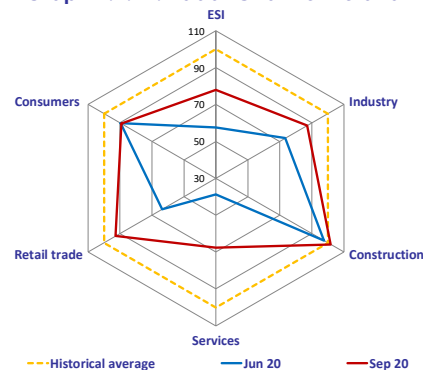 ESI
110
90
Consumers
Industry
70
50
30
Retail trade
Construction
Services
Historical average
Jun 20
Sep 20